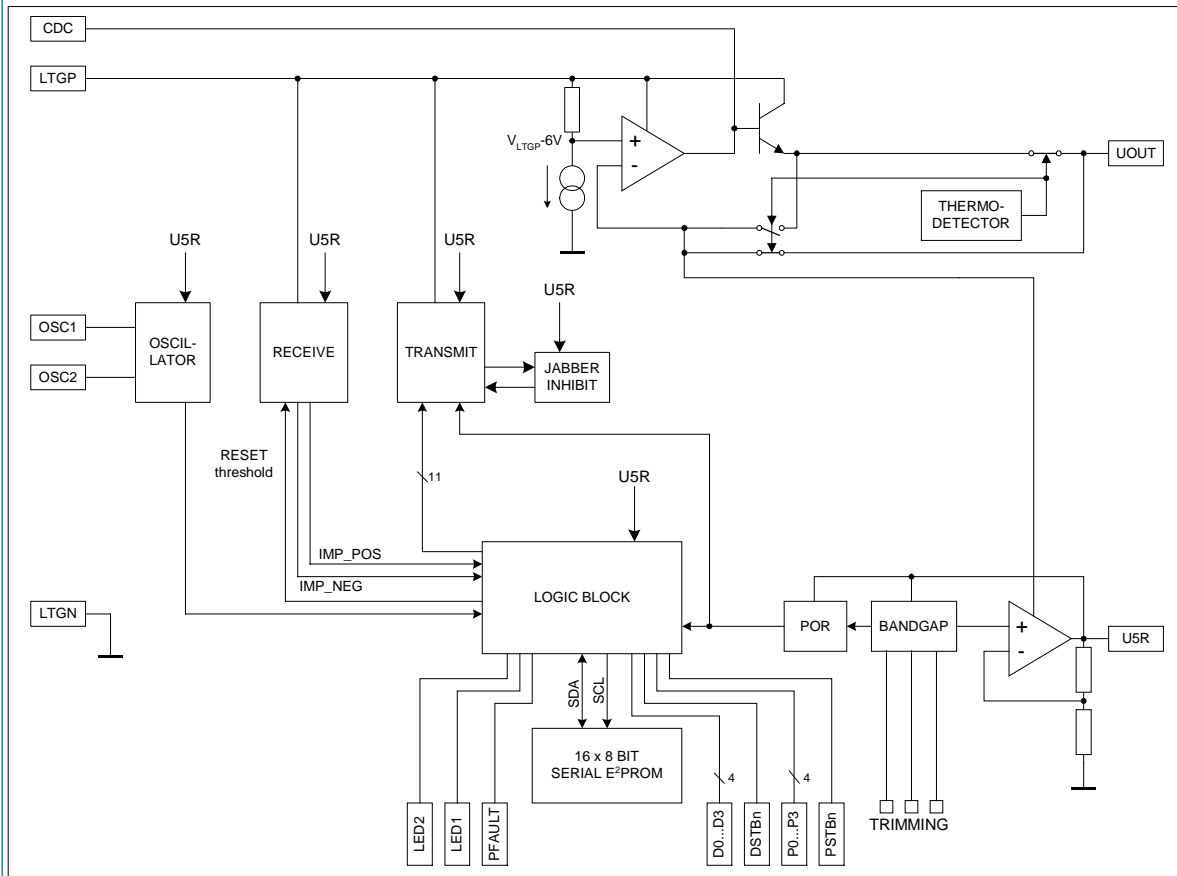 CDC
LTGP
V_LTGP-6V
+
-
UOUT
THERMO-
DETECTOR
U5R
U5R
U5R
U5R
OSC1
OSC2
OSCIL-
LATOR
RECEIVE
TRANSMIT
JABBER
INHIBIT
RESET
threshold
11
U5R
IMP_POS
IMP_NEG
LOGIC BLOCK
LTGN
POR
BANDGAP
+
-
U5R
SDA
SCL
16 x 8 BIT
SERIAL E²PROM
4
4
LED2
LED1
PFAULT
D0...D3
DSTBn
P0...P3
PSTBn
TRIMMING